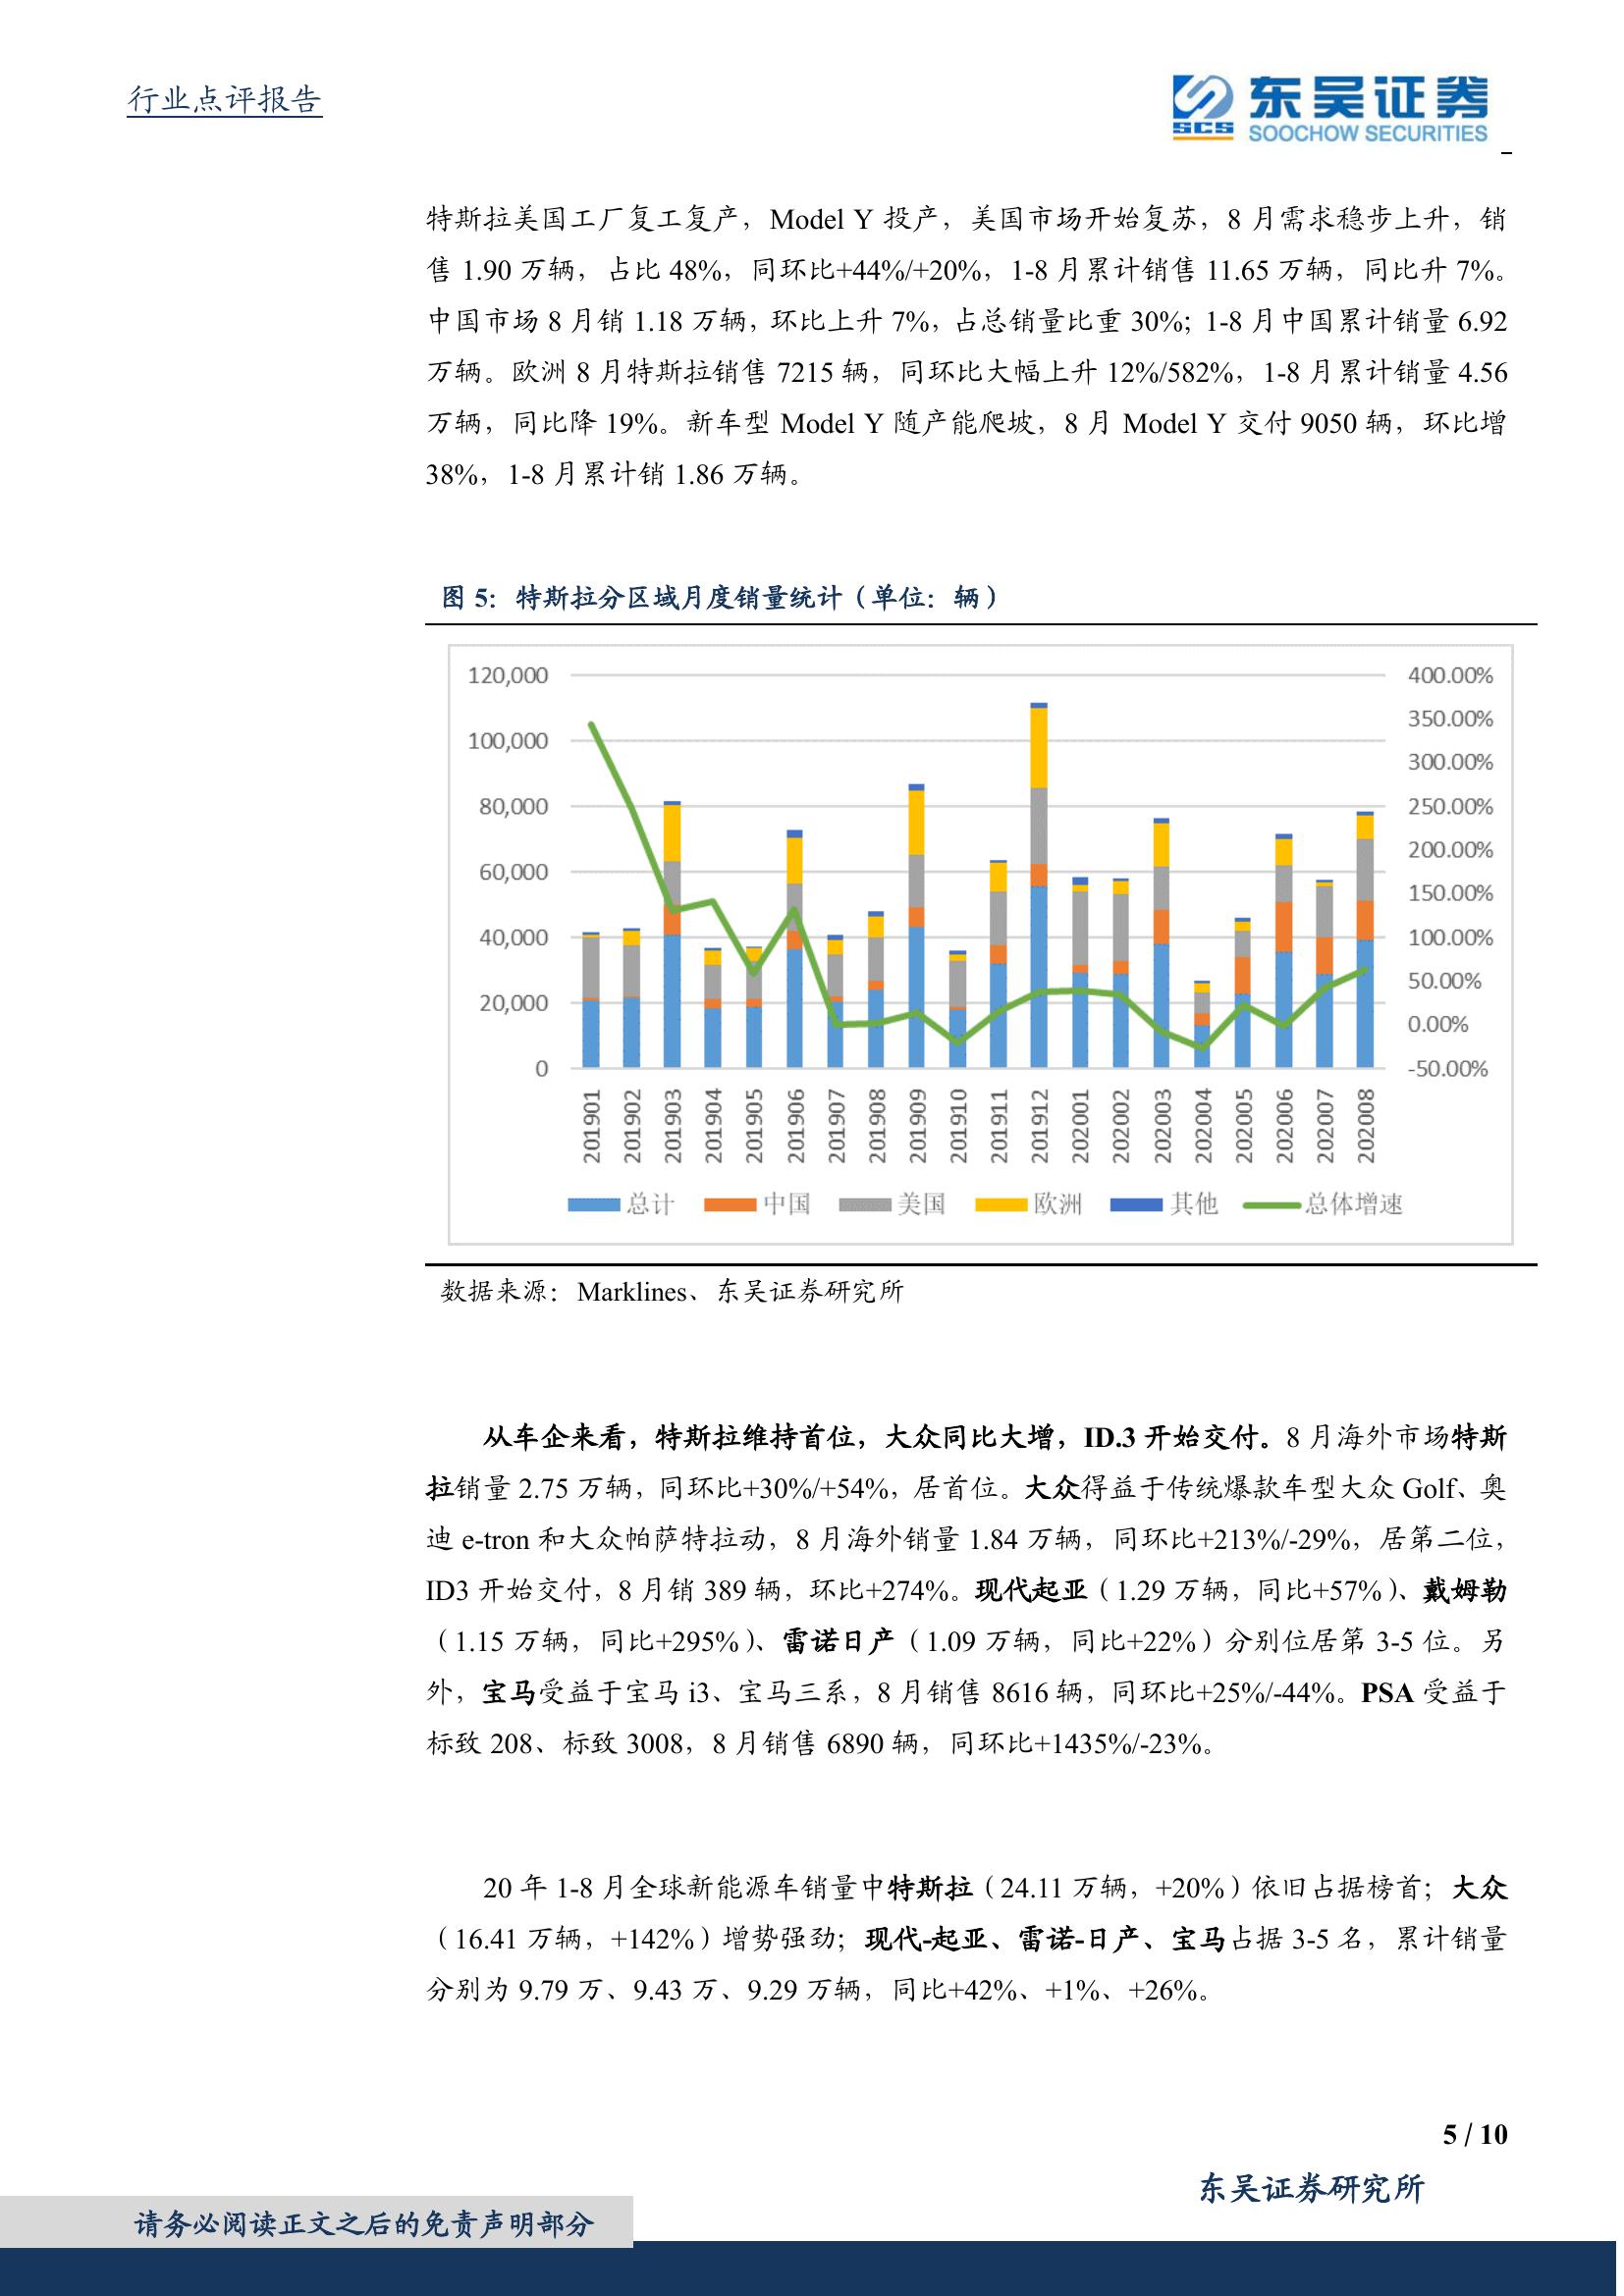 行业点评报告
SCS 东吴证券
SOOCHOW SECURITIES
特斯拉美国工厂复工复产，Model Y 投产，美国市场开始复苏，8 月需求稳步上升，销
售 1.90 万辆，占比 48%，同环比+44%/+20%，1-8 月累计销售 11.65 万辆，同比升 7%。
中国市场 8 月销 1.18 万辆，环比上升 7%，占总销量比重 30%；1-8 月中国累计销量 6.92
万辆。欧洲 8 月特斯拉销售 7215 辆，同环比大幅上升 12%/582%，1-8 月累计销量 4.56
万辆，同比降 19%。新车型 Model Y 随产能爬坡，8 月 Model Y 交付 9050 辆，环比增
38%，1-8 月累计销 1.86 万辆。
图 5：特斯拉分区域月度销量统计（单位：辆）
120,000 400.00%
350.00%
100,000
300.00%
80,000 250.00%
200.00%
60,000
150.00%
40,000 100.00%
50.00%
20,000
0.00%
0 -50.00%
201901 201902 201903 201904 201905 201906 201907 201908 201909 201910 201911 201912 202001 202002 202003 202004 202005 202006 202007 202008
总计 中国 美国 欧洲 其他 总体增速
数据来源：Marklines、东吴证券研究所
从车企来看，特斯拉维持首位，大众同比大增，ID.3 开始交付。8 月海外市场特斯
拉销量 2.75 万辆，同环比+30%/+54%，居首位。大众得益于传统爆款车型大众 Golf、奥
迪 e-tron 和大众帕萨特拉动，8 月海外销量 1.84 万辆，同环比+213%/-29%，居第二位，
ID3 开始交付，8 月销 389 辆，环比+274%。现代起亚（1.29 万辆，同比+57%）、戴姆勒
（1.15 万辆，同比+295%）、雷诺日产（1.09 万辆，同比+22%）分别位居第 3-5 位。另
外，宝马受益于宝马 i3、宝马三系，8 月销售 8616 辆，同环比+25%/-44%。PSA 受益于
标致 208、标致 3008，8 月销售 6890 辆，同环比+1435%/-23%。
20 年 1-8 月全球新能源车销量中特斯拉（24.11 万辆，+20%）依旧占据榜首；大众
（16.41 万辆，+142%）增势强劲；现代-起亚、雷诺-日产、宝马占据 3-5 名，累计销量
分别为 9.79 万、9.43 万、9.29 万辆，同比+42%、+1%、+26%。
5 / 10
东吴证券研究所
请务必阅读正文之后的免责声明部分